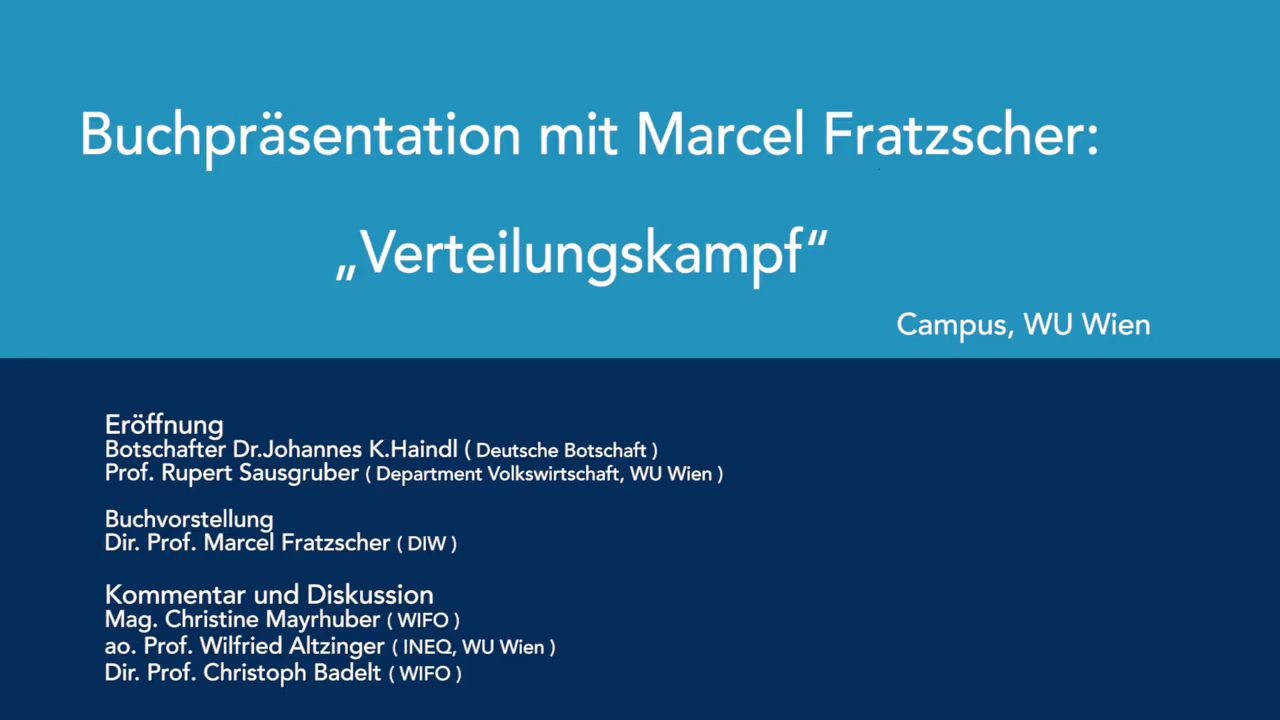 Buchpräsentation mit Marcel Fratzscher:
„Verteilungskampf“
Campus, WU Wien
Eröffnung
Botschafter Dr.Johannes K.Haindl ( Deutsche Botschaft )
Prof. Rupert Sausgruber ( Department Volkswirtschaft, WU Wien )
Buchvorstellung
Dir. Prof. Marcel Fratzscher ( DIW )
Kommentar und Diskussion
Mag. Christine Mayrhuber ( WIFO )
ao. Prof. Wilfried Altzinger ( INEQ, WU Wien )
Dir. Prof. Christoph Badelt ( WIFO )